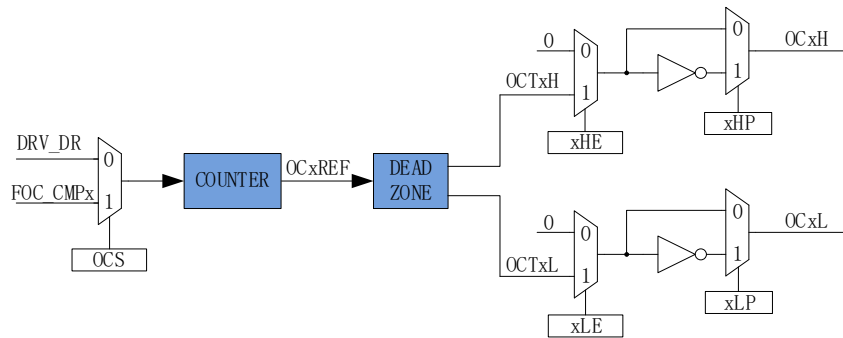 0
0
OCxH
OCTxH
1
0
1
xHE
xHP
DRV_DR
0
FOC_CMPx
1
COUNTER
OCxREF
DEAD
ZONE
OCS
0
0
OCTxL
1
0
1
OCxL
xLE
xLP